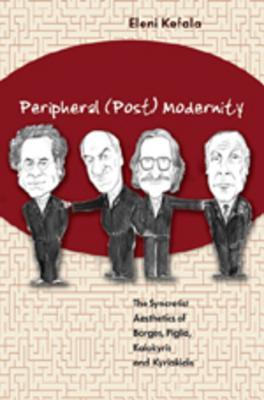 Eleni Kefala
Peripheral (Post) Modernity
The Syncretist
Aesthetics of
Borges, Piglia,
Kalokyris
and Kyriakidis